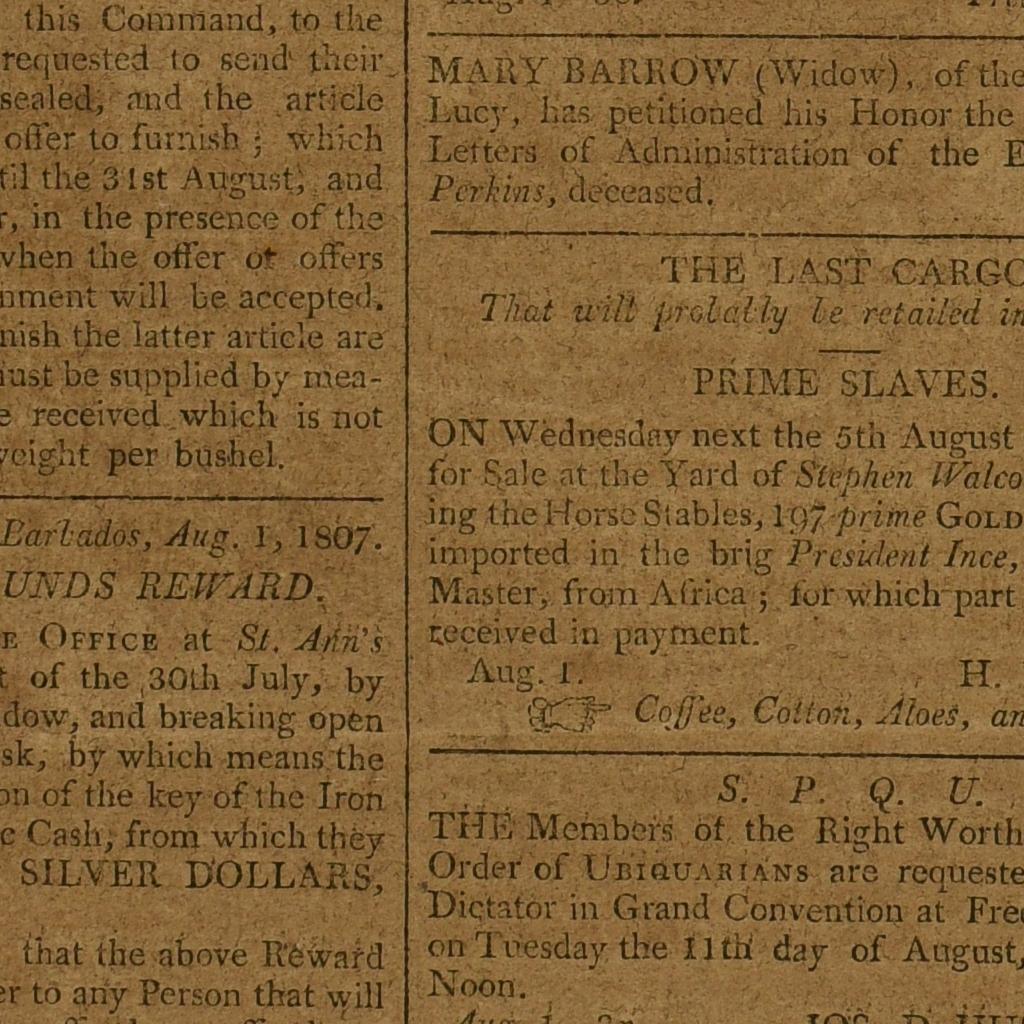 this Command, to the
requested to send their
sealed, and the article
offer to furnish ; which
til the 31st August, and
r, in the presence of the
when the offer or offers
nment will be accepted.
nish the latter article are
ust be supplied by mea-
e received which is not
weight per bushel.
Barbados, Aug. 1, 1807.
UNDS REWARD.
E OFFICE at St. Ann's
t of the 30th July, by
dow, and breaking open
sk, by which means the
on of the key of the Iron
e Cash, from which they
SILVER DOLLARS,
that the above Reward
er to any Person that will
MARY BARROW (Widow), of the
Lucy, has petitioned his Honor the
Letters of Administration of the E
Perkins, deceased.
THE LAST CARGO
That will probably be retailed in
PRIME SLAVES.
ON Wednesday next the 5th August
for Sale at the Yard of Stephen Walco
ing the Horse Stables, 197 prime GOLD
imported in the brig President Ince,
Master, from Africa ; for which part
received in payment.
Aug. 1. H.
☞ Coffee, Cotton, Aloes, an
S. P. Q. U.
THE Members of the Right Worth
Order of UBIQUARIANS are requeste
Dictator in Grand Convention at Fre
on Tuesday the 11th day of August,
Noon.